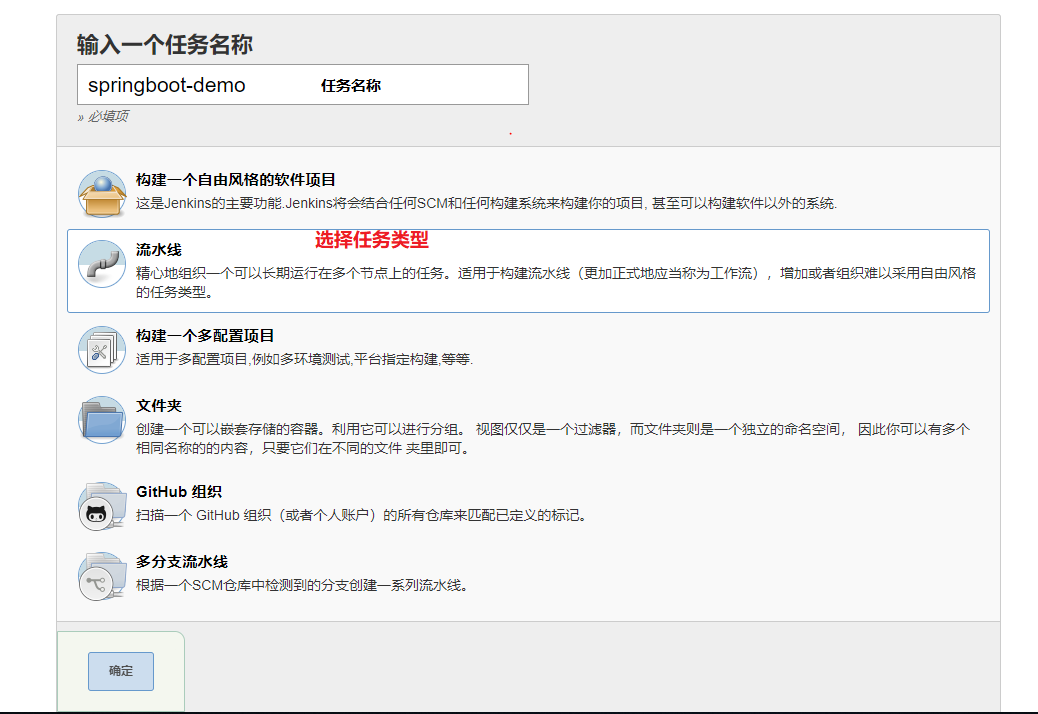 输入一个任务名称
springboot-demo 任务名称
» 必填项
构建一个自由风格的软件项目
这是Jenkins的主要功能.Jenkins将会结合任何SCM和任何构建系统来构建你的项目, 甚至可以构建软件以外的系统.
选择任务类型
流水线
精心地组织一个可以长期运行在多个节点上的任务。适用于构建流水线（更加正式地应当称为工作流），增加或者组织难以采用自由风格
的任务类型。
构建一个多配置项目
适用于多配置项目,例如多环境测试,平台指定构建,等等.
文件夹
创建一个可以嵌套存储的容器。利用它可以进行分组。 视图仅仅是一个过滤器，而文件夹则是一个独立的命名空间， 因此你可以有多个
相同名称的的内容，只要它们在不同的文件 夹里即可。
GitHub 组织
扫描一个 GitHub 组织（或者个人账户）的所有仓库来匹配已定义的标记。
多分支流水线
根据一个SCM仓库中检测到的分支创建一系列流水线。
确定